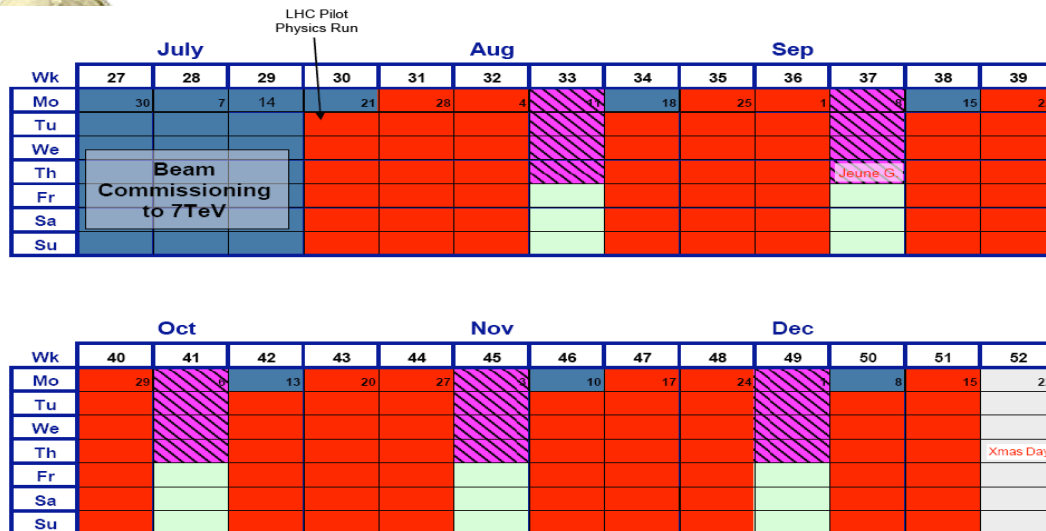 LHC Pilot
Physics Run
July Aug Sep
Wk 27 28 29 30 31 32 33 34 35 36 37 38 39
Mo 30 7 14 21 28 4 11 18 25 1 8 15
Tu
We
Th Jeune G.
Fr
Sa
Su
Beam
Commissioning
to 7TeV
Oct Nov Dec
Wk 40 41 42 43 44 45 46 47 48 49 50 51 52
Mo 29 6 13 20 27 3 10 17 24 1 8 15
Tu
We
Th Xmas Day
Fr
Sa
Su